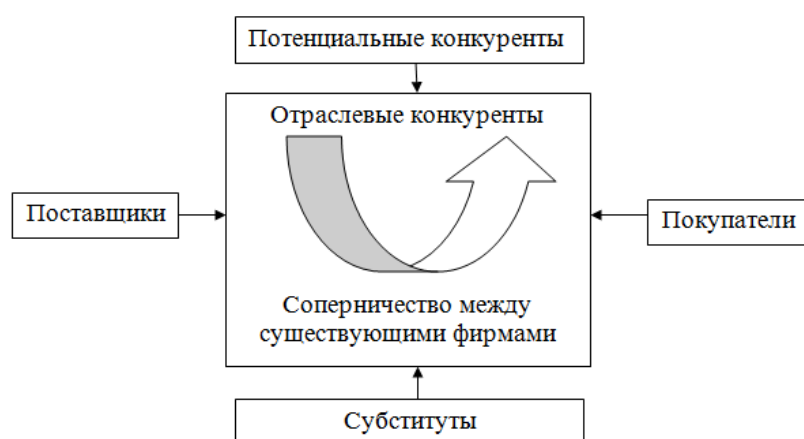 Потенциальные конкуренты
Отраслевые конкуренты
Поставщики
Покупатели
Соперничество между
существующими фирмами
Субституты